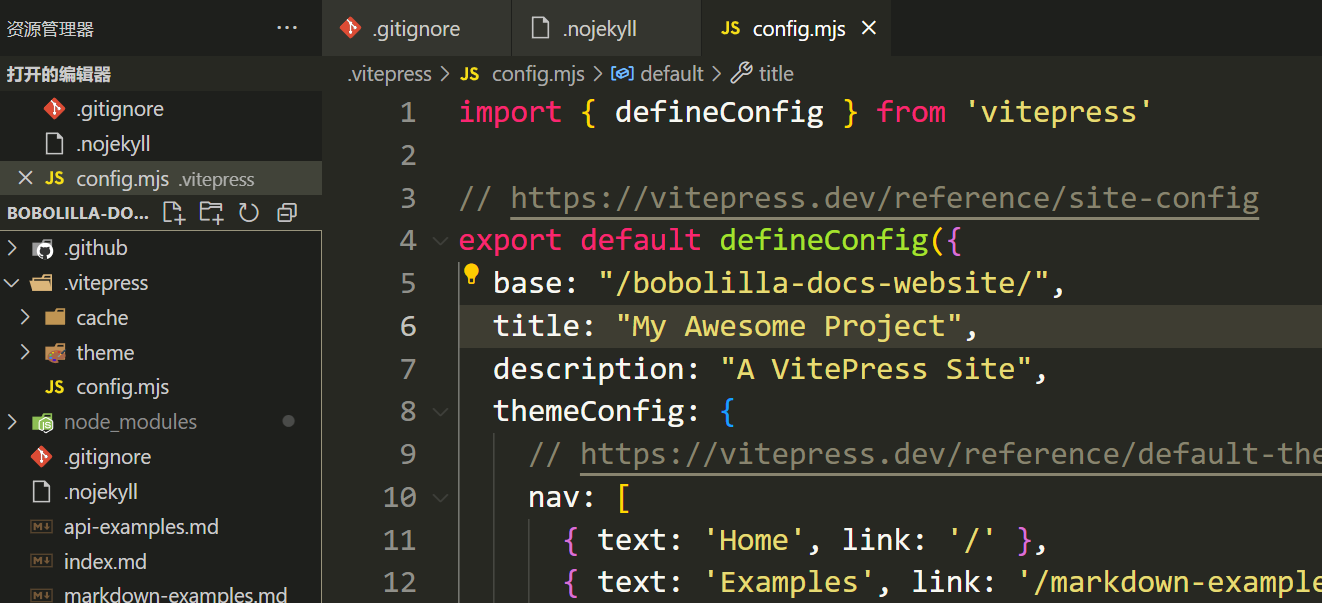 资源管理器 ···
打开的编辑器
.gitignore
.nojekyll
JS config.mjs .vitepress
BOBOLILLA-DO...
.github
.vitepress
cache
theme
JS config.mjs
node_modules
.gitignore
.nojekyll
M↓ api-examples.md
M↓ index.md
M↓ markdown-examples.md
.gitignore .nojekyll JS config.mjs
.vitepress > JS config.mjs > default > title
1 import { defineConfig } from 'vitepress'
2
3 // https://vitepress.dev/reference/site-config
4 export default defineConfig({
5 base: "/bobolilla-docs-website/",
6 title: "My Awesome Project",
7 description: "A VitePress Site",
8 themeConfig: {
9 // https://vitepress.dev/reference/default-the
10 nav: [
11 { text: 'Home', link: '/' },
12 { text: 'Examples', link: '/markdown-example